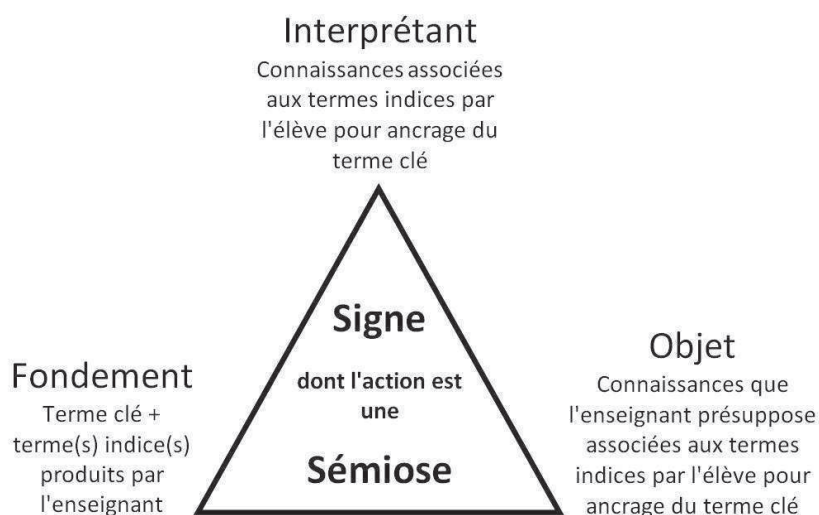 Interprétant
Connaissances associées
aux termes indices par
l'élève pour ancrage du
terme clé
Signe
dont l'action est
une
Sémiose
Fondement
Terme clé +
terme(s) indice(s)
produits par
l'enseignant
Objet
Connaissances que
l'enseignant présuppose
associées aux termes
indices par l'élève pour
ancrage du terme clé